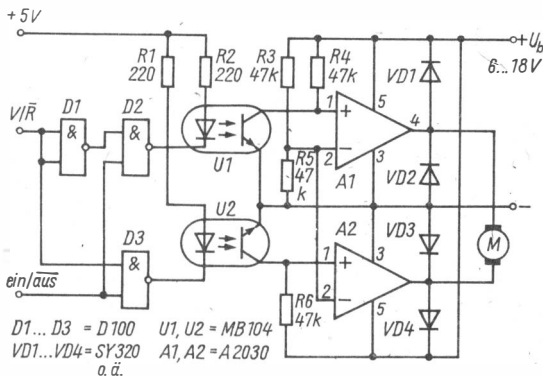 +5V
R1
220
R2
220
R3
47k
R4
47k
+Ub
6...18V
VD1
V/R̅
D1
&
D2
&
U1
1
+
2
−
5
4
3
A1
R5
47
k
VD2
−
U2
D3
&
A2
VD3
M
ein/a̅u̅s̅
1
+
2
−
3
5
R6
47k
VD4
D1...D3 = D100
U1, U2 = MB104
VD1...VD4 = SY320
o.ä.
A1, A2 = A2030